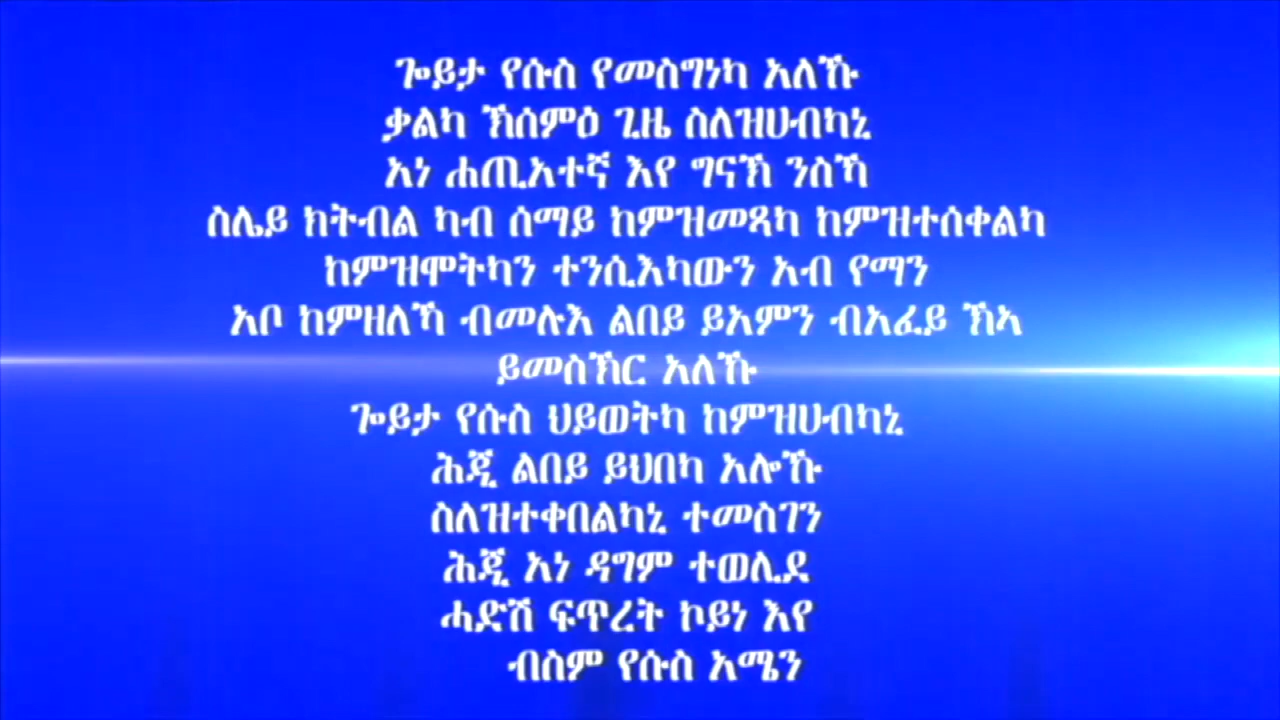 ጐይታ የሱስ የመስግነካ አለኹ
ቃልካ ኽሰምዕ ጊዜ ስለዝሀብካኒ
አነ ሐጢአተኛ እየ ግናኽ ንስኻ
ስሌይ ክትብል ካብ ሰማይ ከምዝመጻካ ከምዝተሰቀልካ
ከምዝሞትካን ተንሲእካውን አብ የማን
አቦ ከምዘለኻ ብመሉእ ልበይ ይአምን ብአፈይ ኽኣ
ይመስኽር አለኹ
ጐይታ የሱስ ህይወትካ ከምዝሀብካኒ
ሕጂ ልበይ ይህበካ አሎኹ
ስለዝተቀበልካኒ ተመስገን
ሕጂ አነ ዳግም ተወሊደ
ሓድሽ ፍጥረት ኮይነ እየ
ብስም የሱስ አሜን